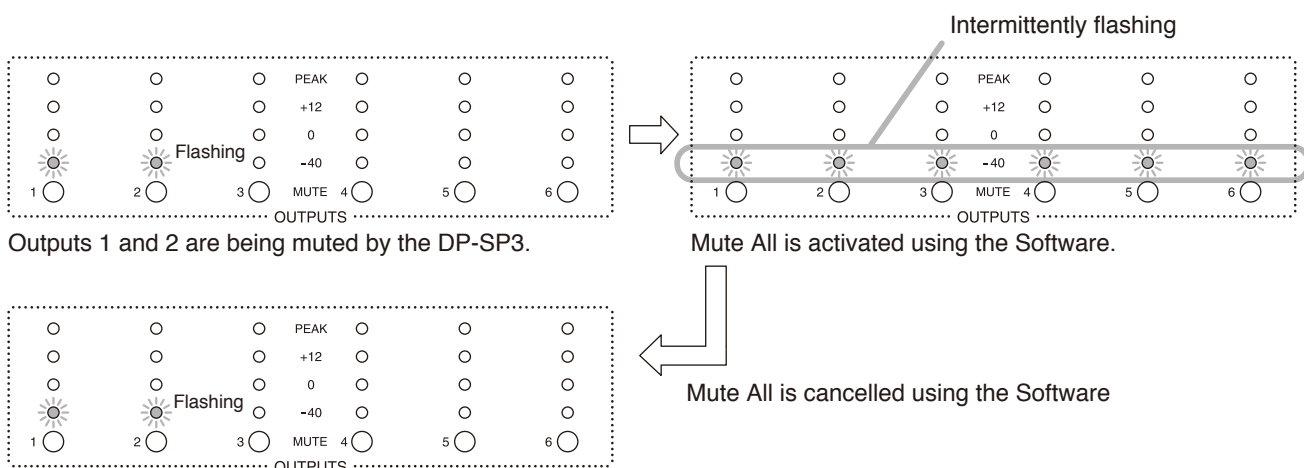 Intermittently flashing
PEAK
+12
0
Flashing
-40
1 2 3 MUTE 4 5 6
OUTPUTS
Outputs 1 and 2 are being muted by the DP-SP3.
PEAK
+12
0
-40
1 2 3 MUTE 4 5 6
OUTPUTS
Mute All is activated using the Software.
Mute All is cancelled using the Software
PEAK
+12
0
Flashing
-40
1 2 3 MUTE 4 5 6
OUTPUTS